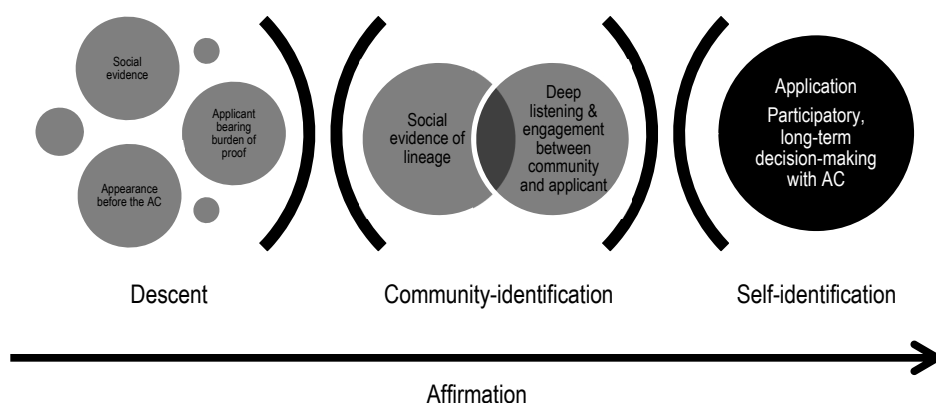 Social
evidence
Applicant
bearing
burden of
proof
Appearance
before the AC
Social
evidence of
lineage
Deep
listening &
engagement
between
community
and applicant
Application
Participatory,
long-term
decision-making
with AC
Descent
Community-identification
Self-identification
Affirmation